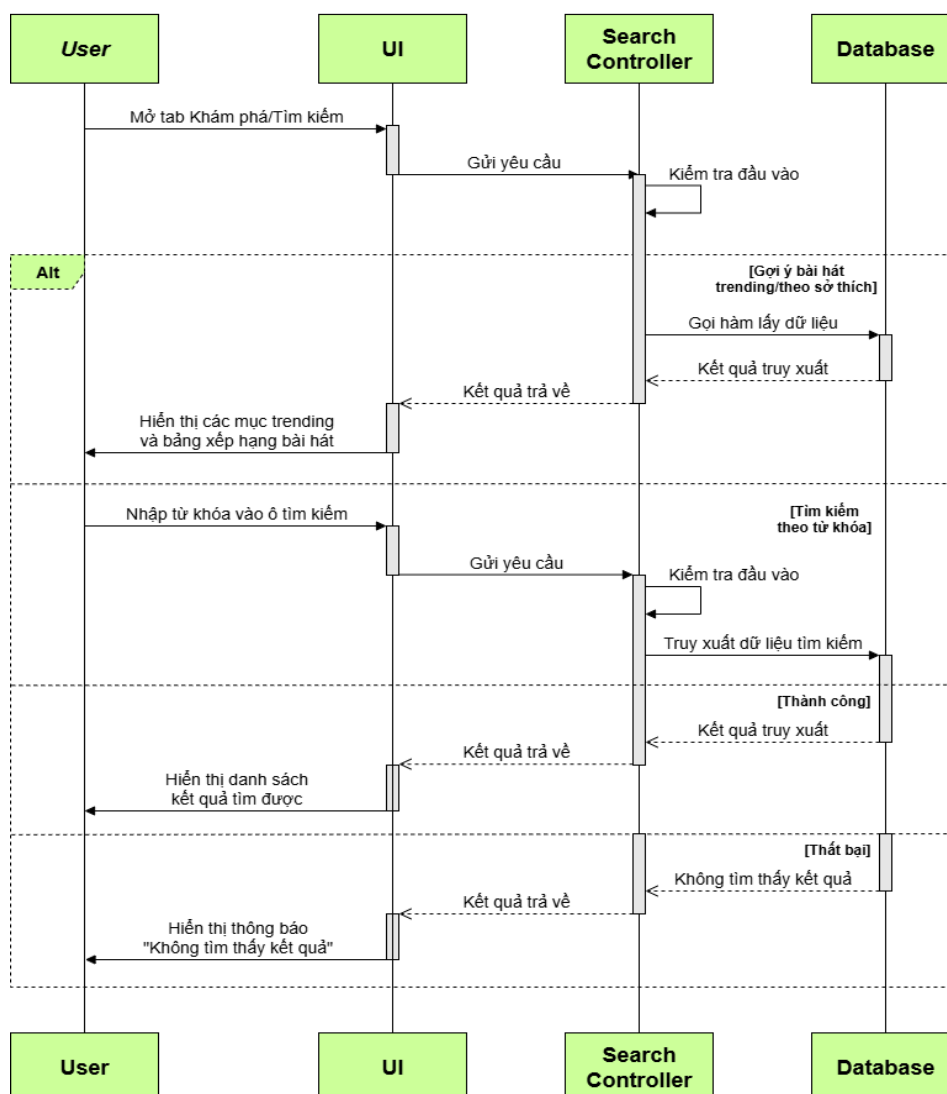 User
UI
Search
Controller
Database
Mở tab Khám phá/Tìm kiếm
Gửi yêu cầu
Kiểm tra đầu vào
Alt
[Gợi ý bài hát
trending/theo sở thích]
Gọi hàm lấy dữ liệu
Kết quả truy xuất
Kết quả trả về
Hiển thị các mục trending
và bảng xếp hạng bài hát
Nhập từ khóa vào ô tìm kiếm
[Tìm kiếm
theo từ khóa]
Gửi yêu cầu
Kiểm tra đầu vào
Truy xuất dữ liệu tìm kiếm
[Thành công]
Kết quả truy xuất
Kết quả trả về
Hiển thị danh sách
kết quả tìm được
[Thất bại]
Không tìm thấy kết quả
Kết quả trả về
Hiển thị thông báo
"Không tìm thấy kết quả"
User
UI
Search
Controller
Database